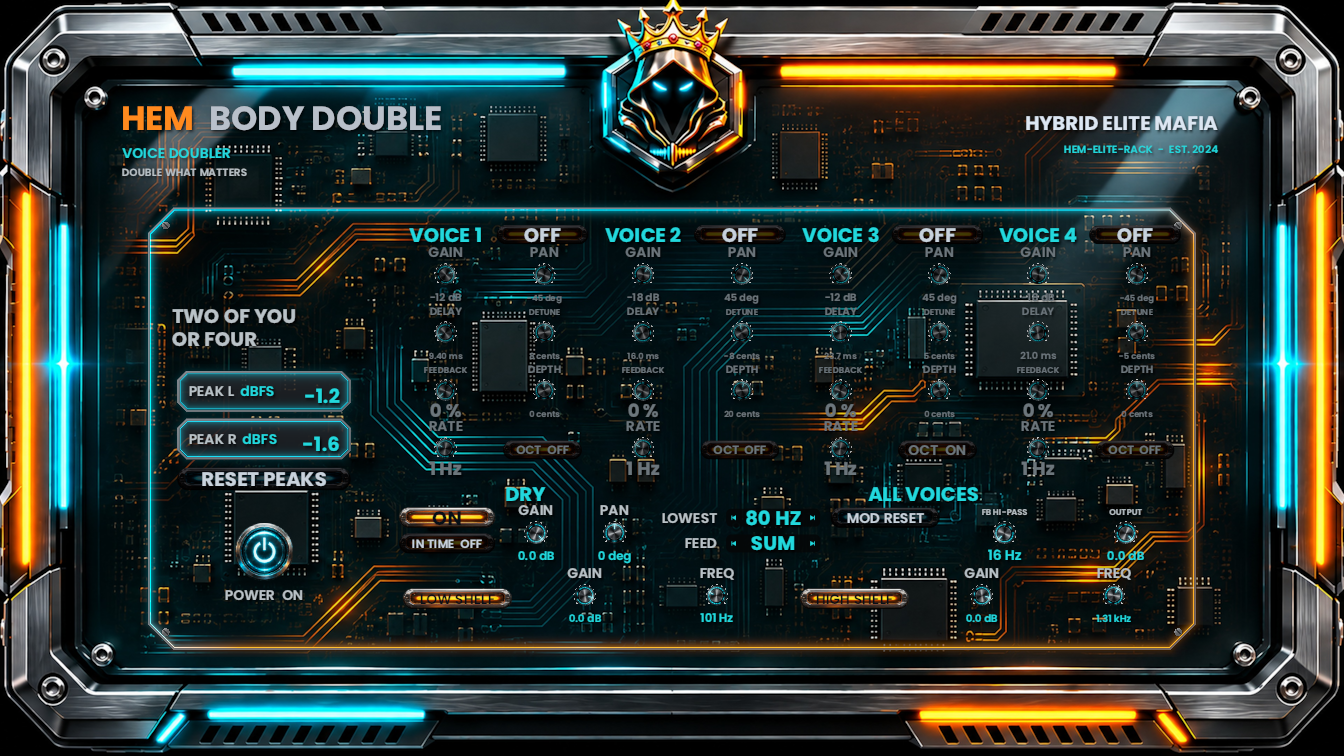 HEM BODY DOUBLE
VOICE DOUBLER
DOUBLE WHAT MATTERS
HYBRID ELITE MAFIA
HEM-ELITE-RACK - EST. 2024
VOICE 1 OFF VOICE 2 OFF VOICE 3 OFF VOICE 4 OFF
GAIN PAN GAIN PAN GAIN PAN GAIN PAN
-12 dB -45 deg -18 dB 45 deg -12 dB 45 deg -18 dB -45 deg
DELAY DETUNE DELAY DETUNE DELAY DETUNE DELAY DETUNE
9.40 ms cents 16.0 ms -8 cents ms 5 cents 21.0 ms -5 cents
FEEDBACK DEPTH FEEDBACK DEPTH FEEDBACK DEPTH FEEDBACK DEPTH
0 % 0 cents 0 % 20 cents 0 % 0 cents 0 % 0 cents
RATE RATE RATE RATE
OCT OFF OCT OFF OCT ON OCT OFF
1 Hz 1 Hz 1 Hz 1 Hz
TWO OF YOU
OR FOUR
PEAK L dBFS -1.2
PEAK R dBFS -1.6
RESET PEAKS
POWER ON
DRY
ON GAIN PAN
IN TIME OFF 0.0 dB 0 deg
LOWEST 80 HZ
FEED SUM
ALL VOICES
MOD RESET FB HI-PASS OUTPUT
16 Hz 0.0 dB
LOW SHELF GAIN FREQ
0.0 dB 101 Hz
HIGH SHELF GAIN FREQ
0.0 dB 1.31 kHz